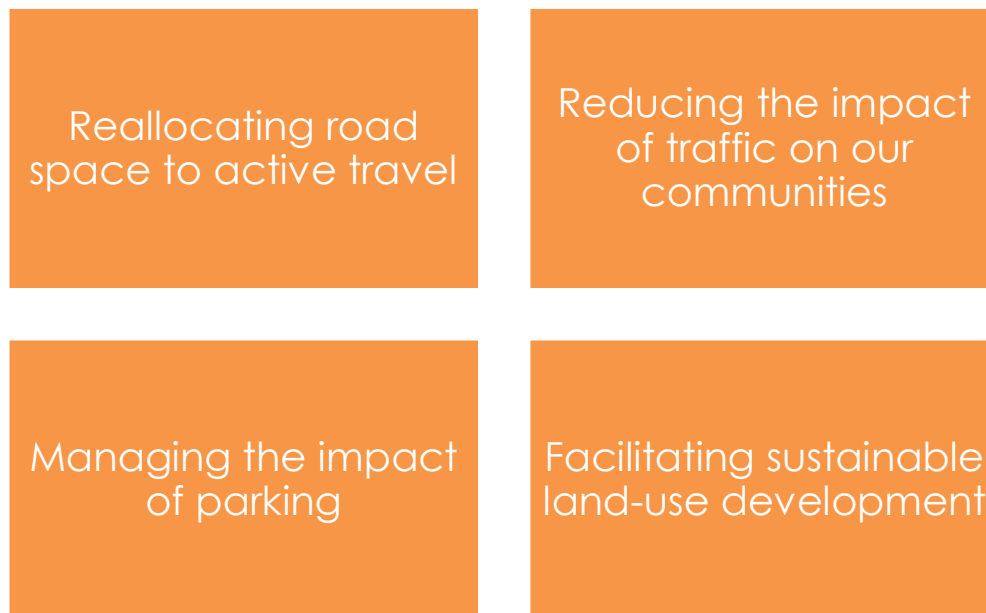 Reallocating road
space to active travel
Reducing the impact
of traffic on our
communities
Managing the impact
of parking
Facilitating sustainable
land-use development